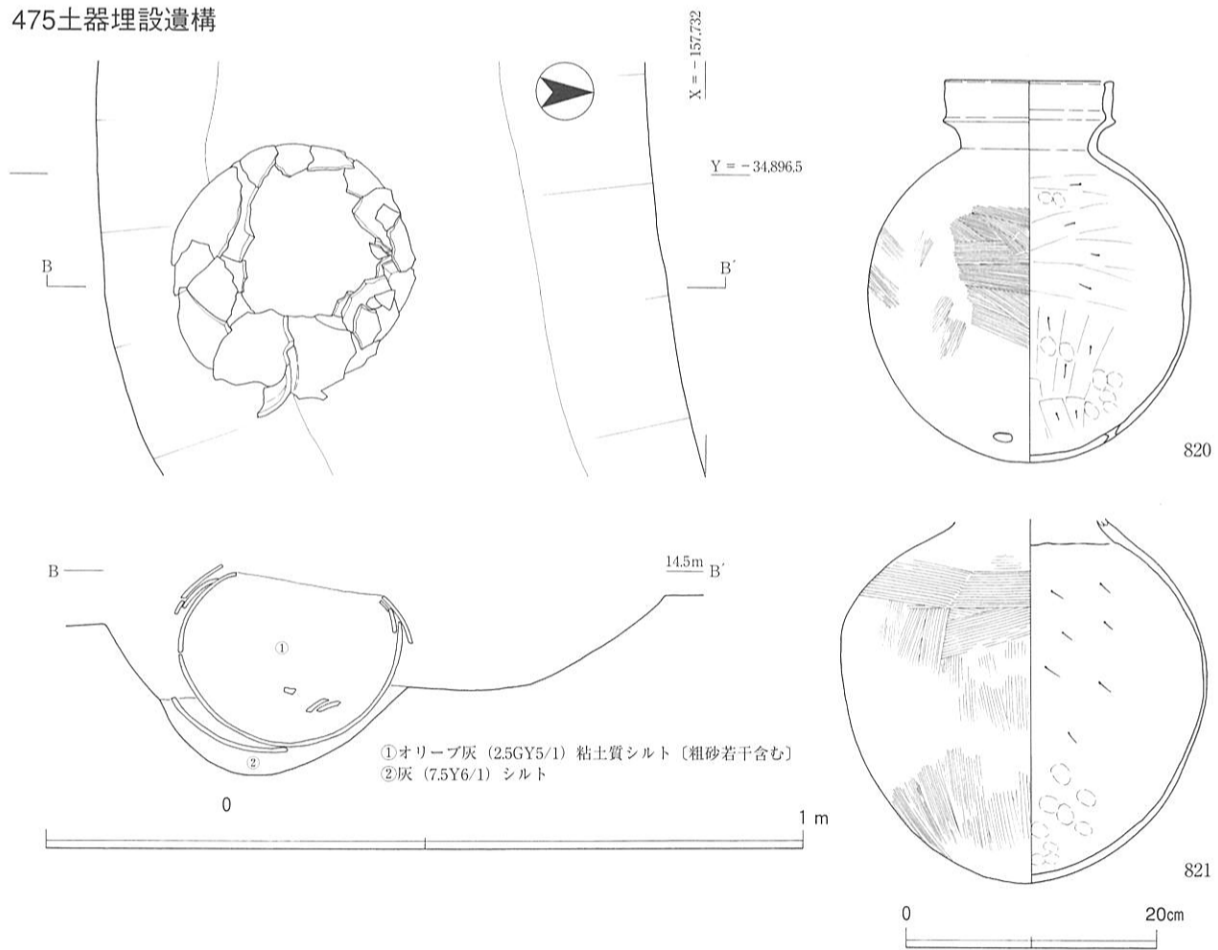 475土器埋設遺構
X = - 157,732
Y = - 34,896.5
B
B´
820
B
14.5m B´
①
②
①オリーブ灰（2.5GY5/1）粘土質シルト〔粗砂若干含む〕
②灰（7.5Y6/1）シルト
0
1 m
821
0
20cm